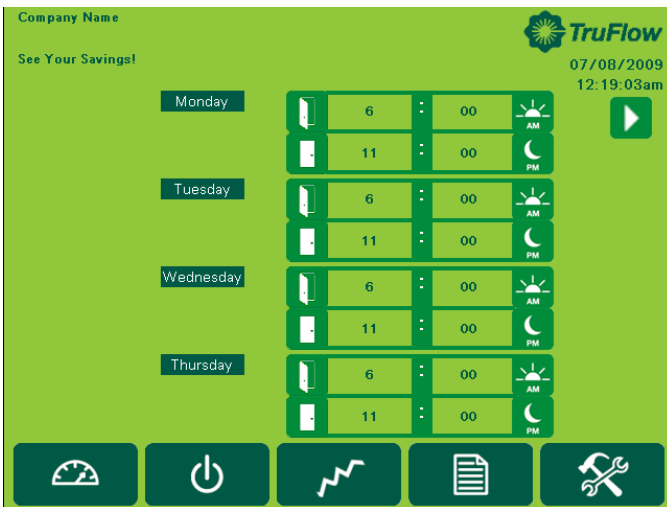 Company Name
TruFlow
See Your Savings!
07/08/2009
12:19:03am
Monday
6 : 00 AM
11 : 00 PM
Tuesday
6 : 00 AM
11 : 00 PM
Wednesday
6 : 00 AM
11 : 00 PM
Thursday
6 : 00 AM
11 : 00 PM